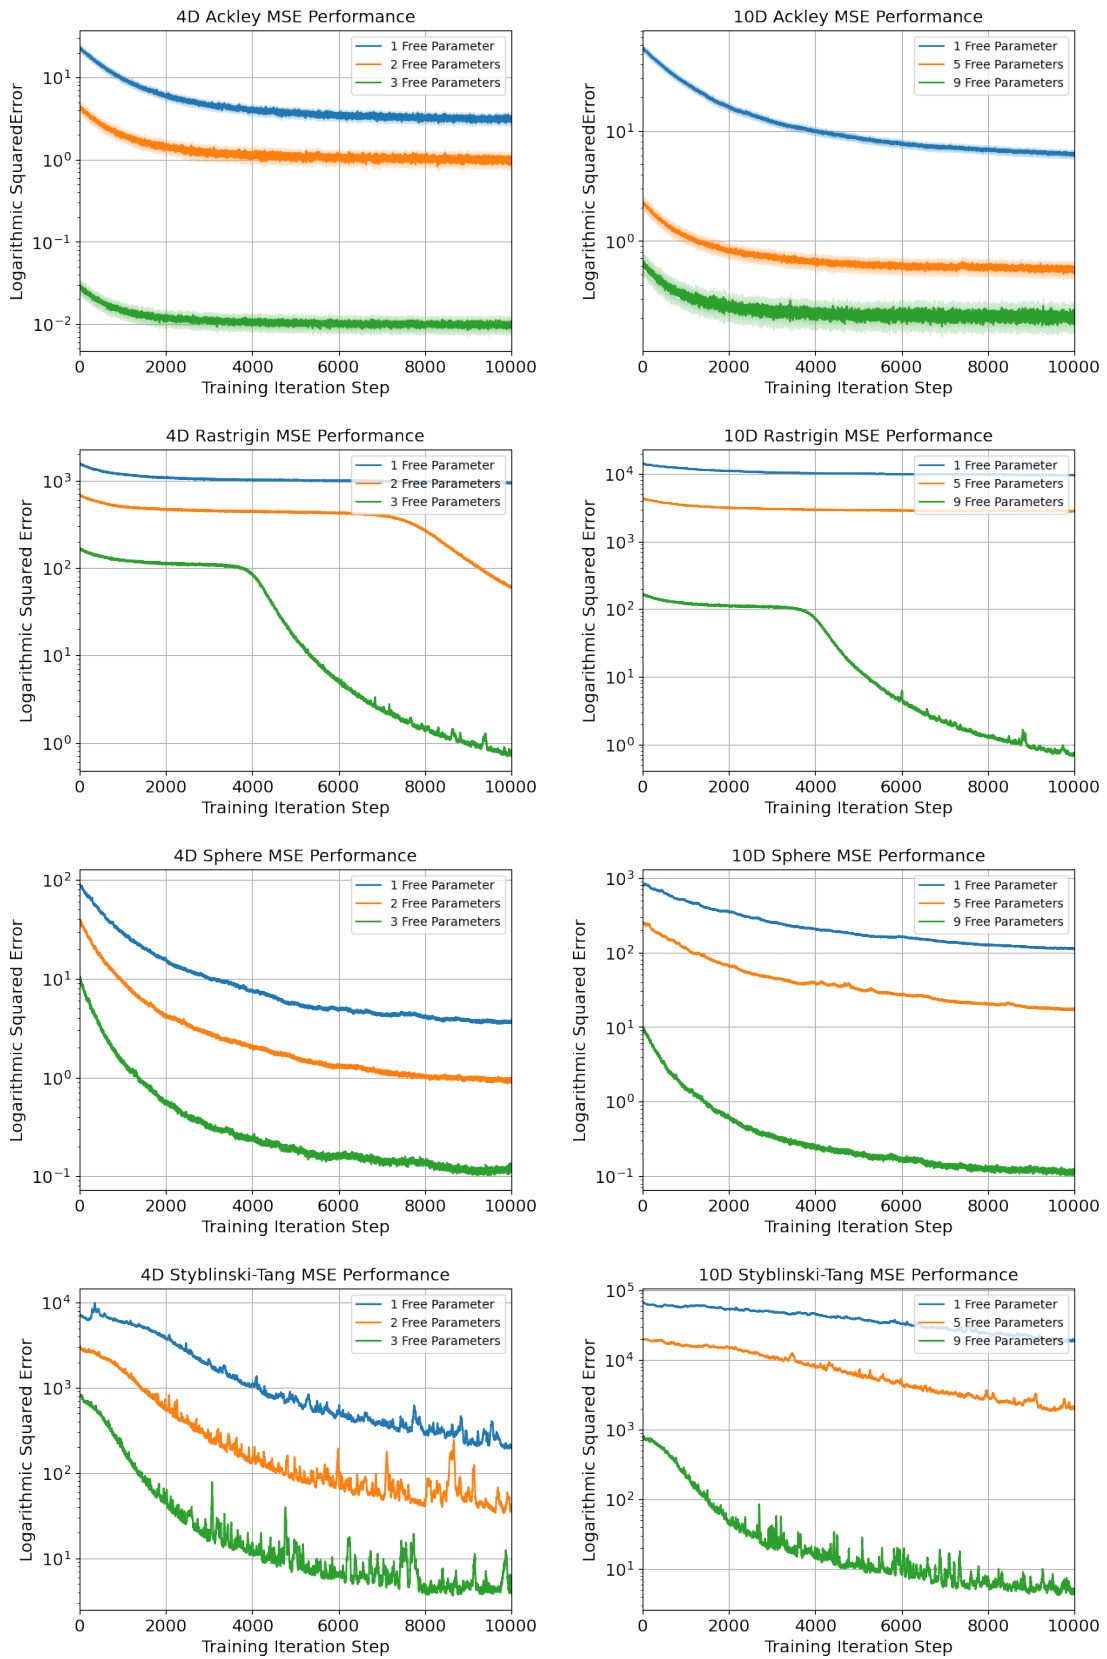 4D Ackley MSE Performance
Logarithmic SquaredError
10^1
10^0
10^−1
10^−2
1 Free Parameter
2 Free Parameters
3 Free Parameters
0 2000 4000 6000 8000 10000
Training Iteration Step
10D Ackley MSE Performance
Logarithmic SquaredError
10^1
10^0
1 Free Parameter
5 Free Parameters
9 Free Parameters
0 2000 4000 6000 8000 10000
Training Iteration Step
4D Rastrigin MSE Performance
Logarithmic Squared Error
10^3
10^2
10^1
10^0
1 Free Parameter
2 Free Parameters
3 Free Parameters
0 2000 4000 6000 8000 10000
Training Iteration Step
10D Rastrigin MSE Performance
Logarithmic Squared Error
10^4
10^3
10^2
10^1
10^0
1 Free Parameter
5 Free Parameters
9 Free Parameters
0 2000 4000 6000 8000 10000
Training Iteration Step
4D Sphere MSE Performance
Logarithmic Squared Error
10^2
10^1
10^0
10^−1
1 Free Parameter
2 Free Parameters
3 Free Parameters
0 2000 4000 6000 8000 10000
Training Iteration Step
10D Sphere MSE Performance
Logarithmic Squared Error
10^3
10^2
10^1
10^0
10^−1
1 Free Parameter
5 Free Parameters
9 Free Parameters
0 2000 4000 6000 8000 10000
Training Iteration Step
4D Styblinski-Tang MSE Performance
Logarithmic Squared Error
10^4
10^3
10^2
10^1
1 Free Parameter
2 Free Parameters
3 Free Parameters
0 2000 4000 6000 8000 10000
Training Iteration Step
10D Styblinski-Tang MSE Performance
Logarithmic Squared Error
10^5
10^4
10^3
10^2
10^1
1 Free Parameter
5 Free Parameters
9 Free Parameters
0 2000 4000 6000 8000 10000
Training Iteration Step